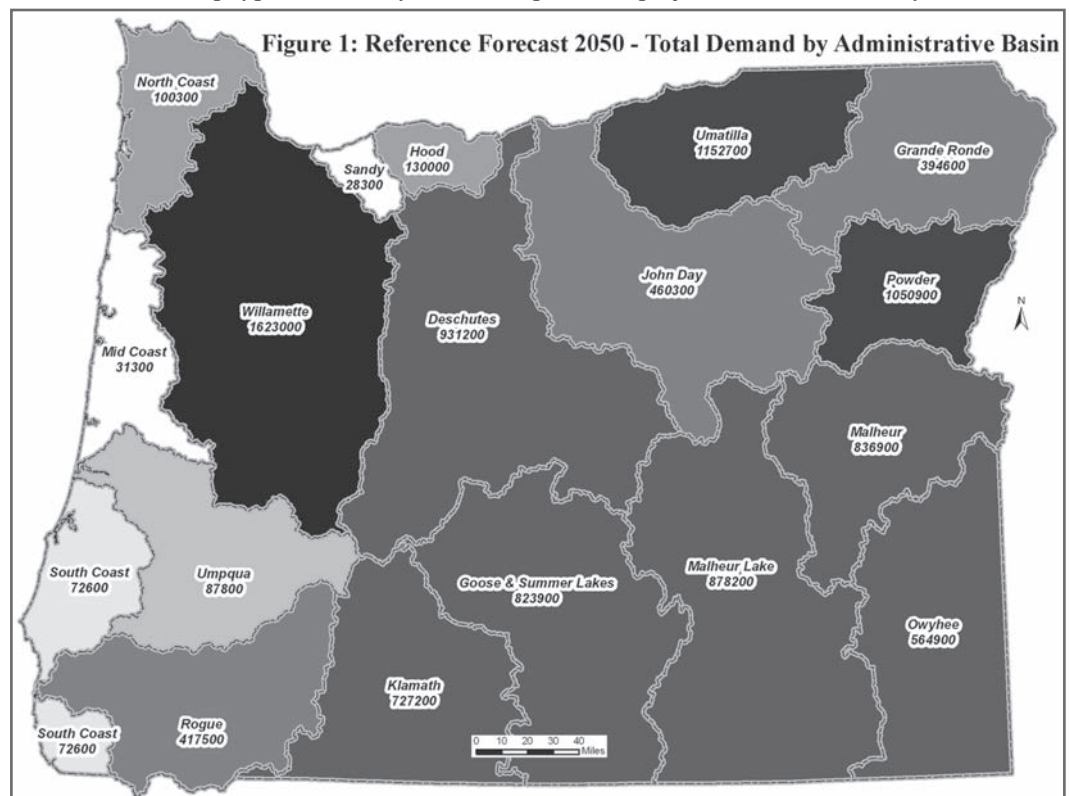 Figure 1: Reference Forecast 2050 - Total Demand by Administrative Basin
North Coast
100300
Umatilla
1152700
Hood
130000
Grande Ronde
394600
Sandy
28300
John Day
460300
Powder
1050900
N
Willamette
1623000
Deschutes
931200
Mid Coast
31300
Malheur
836900
South Coast
72600
Umpqua
87800
Goose & Summer Lakes
823900
Malheur Lake
878200
Owyhee
564900
Klamath
727200
Rogue
417500
South Coast
72600
0 10 20 30 40
Miles